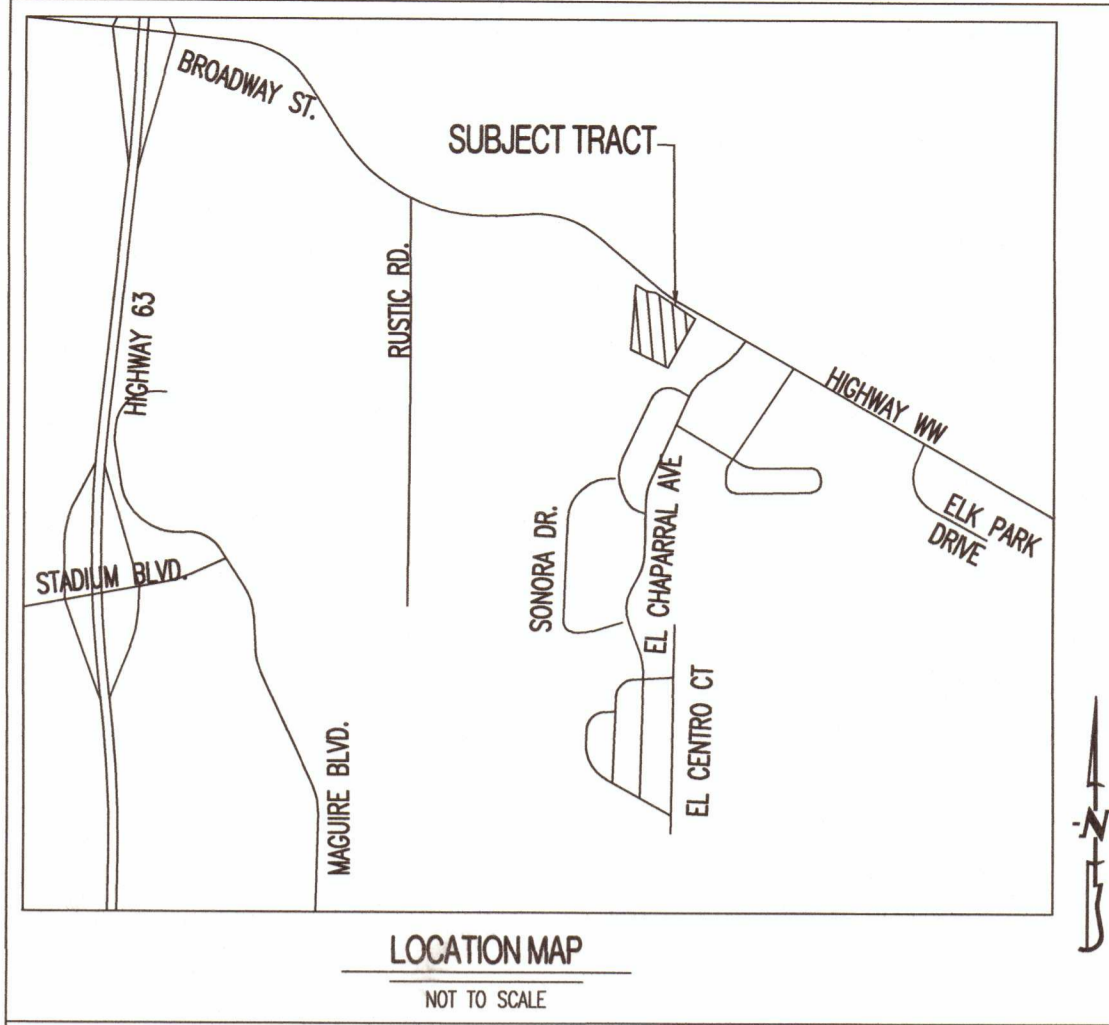 BROADWAY ST.
SUBJECT TRACT
RUSTIC RD.
HIGHWAY 63
HIGHWAY WW
ELK PARK
DRIVE
STADIUM BLVD.
SONORA DR.
EL CHAPARRAL AVE
EL CENTRO CT
MAGUIRE BLVD.
N
LOCATION MAP
NOT TO SCALE